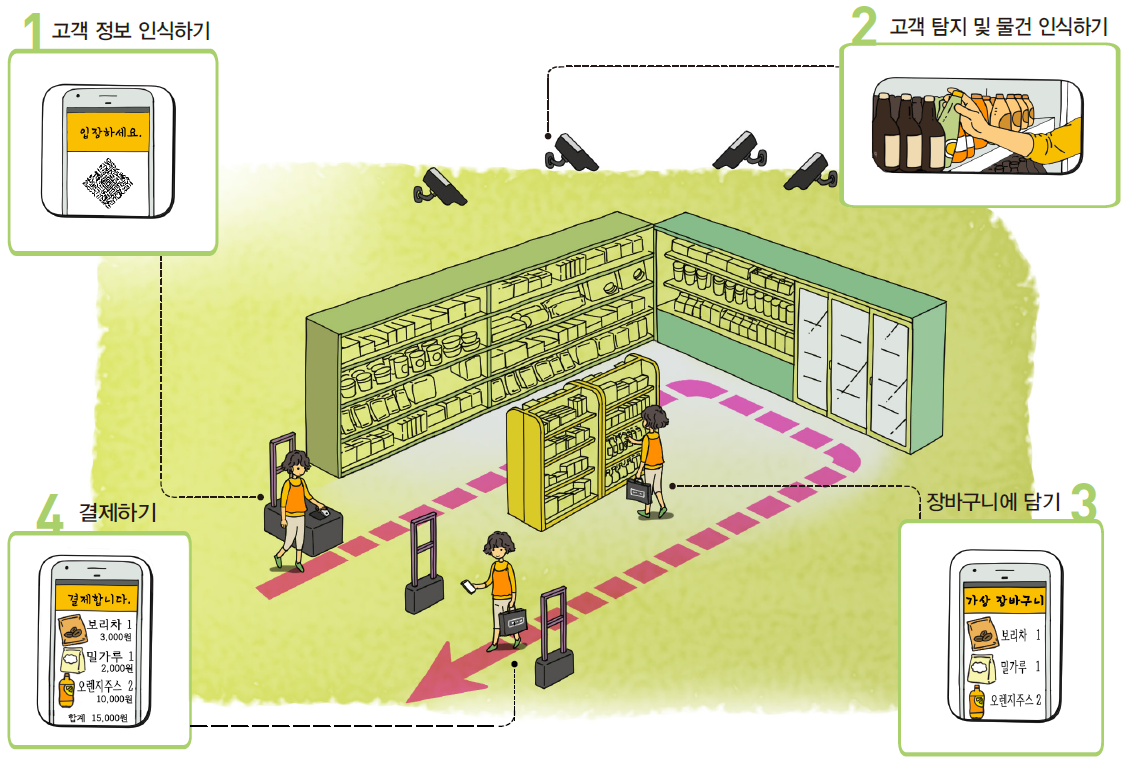 1 고객 정보 인식하기
입장하세요.
2 고객 탐지 및 물건 인식하기
장바구니에 담기 3
가상 장바구니
보리차 1
밀가루 1
오렌지주스 2
4 결제하기
결제합니다.
보리차 1
3,000원
밀가루 1
2,000원
오렌지주스 2
10,000원
합계 15,000원